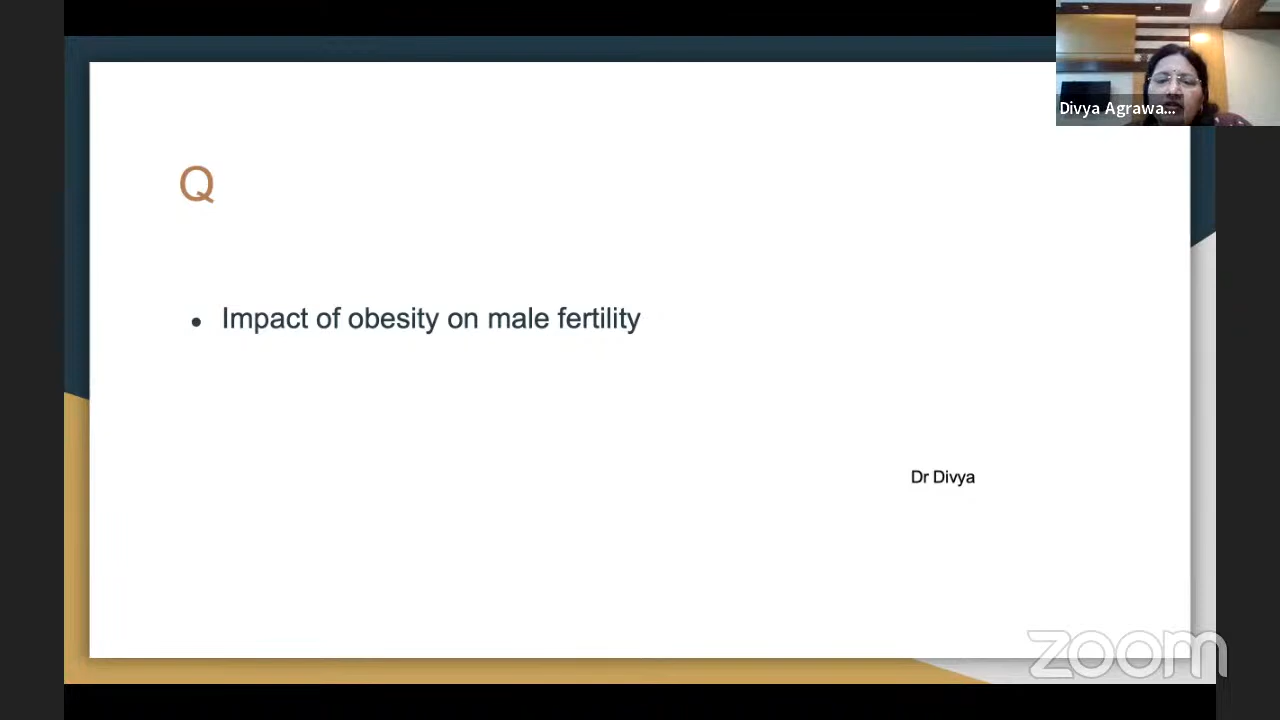 Divya Agrawa...
Q
• Impact of obesity on male fertility
Dr Divya
zoom